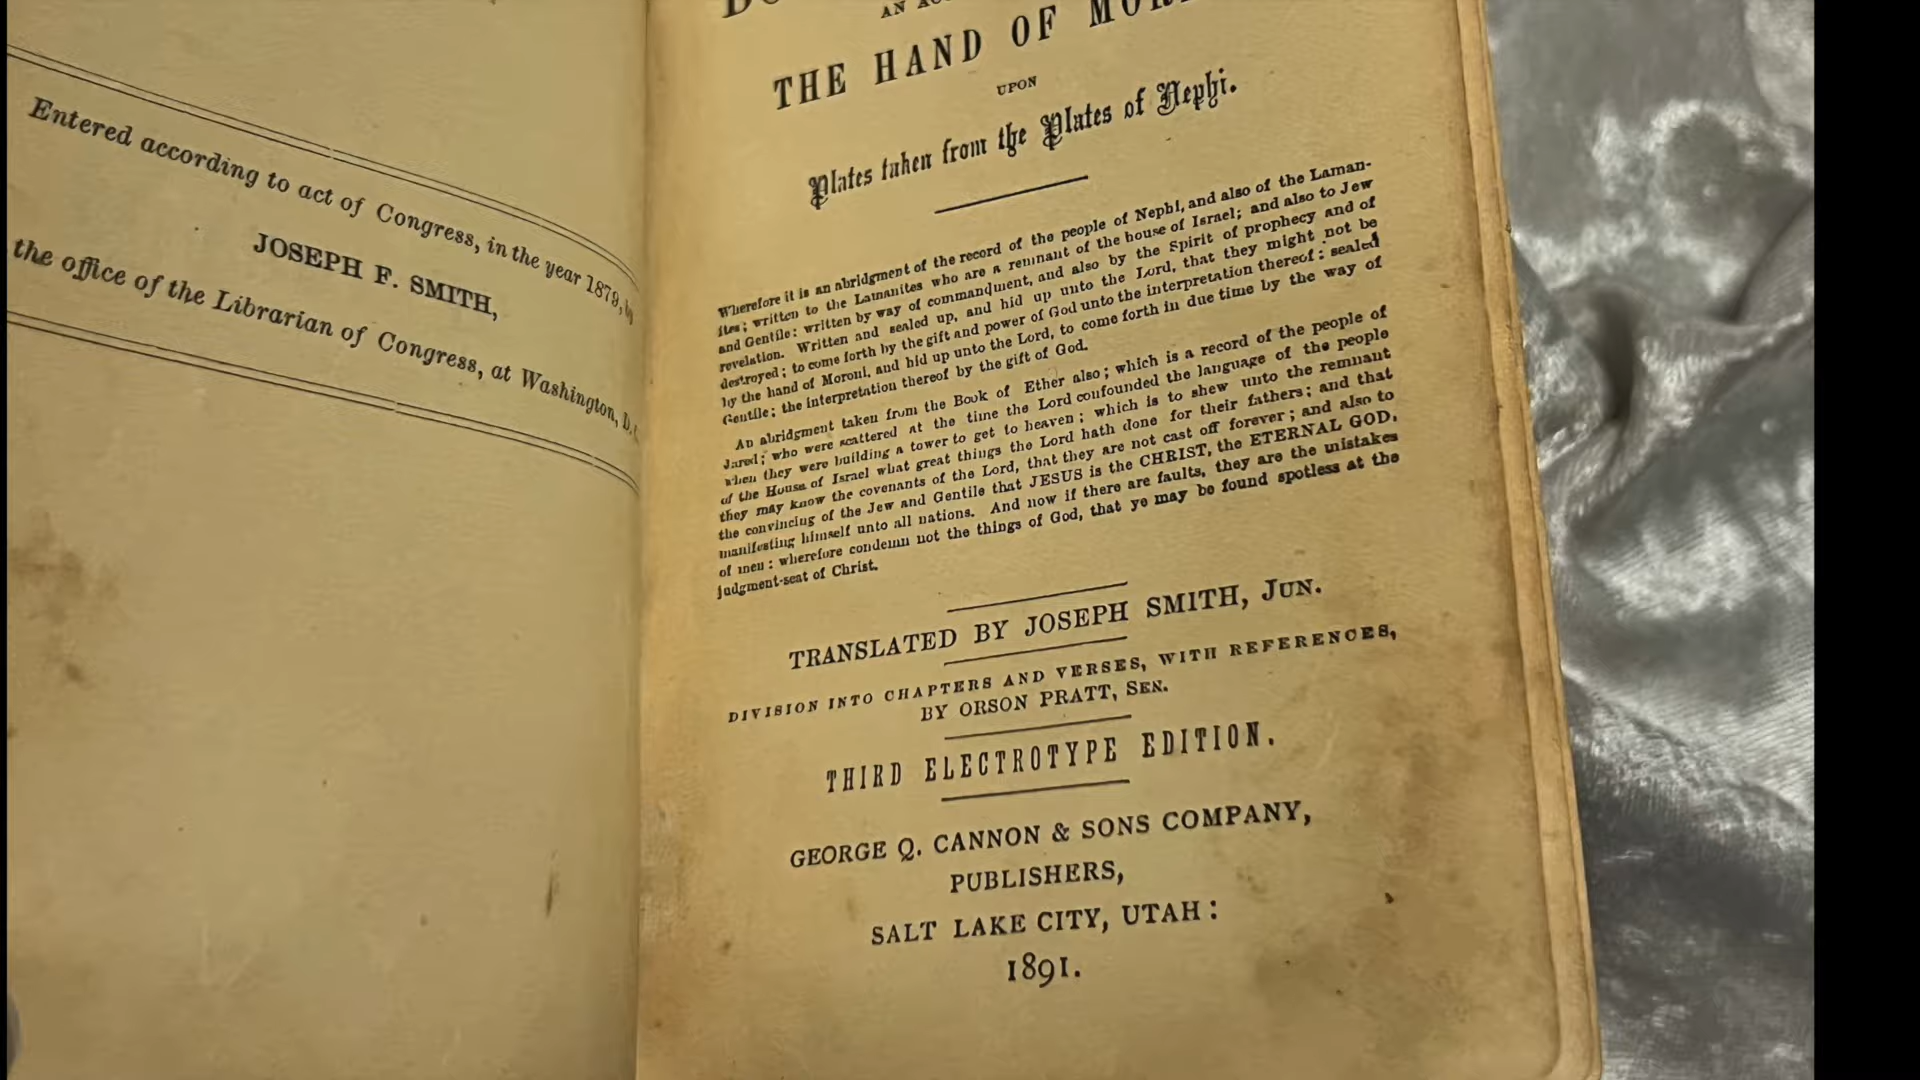 Entered according to act of Congress, in the year 1879, by
JOSEPH F. SMITH,
the office of the Librarian of Congress, at Washington, D.
THE HAND OF
UPON
Plates taken from the Plates of Nephi.
Wherefore it is an abridgment of the record of the people of Nephi, and also of the Laman-
ites; written to the Lamanites who are a remnant of the house of Israel; and also to Jew
and Gentile: written by way of commandment, and also by the Spirit of prophecy and of
revelation. Written and sealed up, and hid up unto the Lord, that they might not be
destroyed; to come forth by the gift and power of God unto the interpretation thereof: sealed
by the hand of Moroni, and hid up unto the Lord, to come forth in due time by the way of
Gentile; the interpretation thereof by the gift of God.
An abridgment taken from the Book of Ether also; which is a record of the people of
Jared; who were scattered at the time the Lord confounded the language of the people
when they were building a tower to get to heaven; which is to shew unto the remnant
of the House of Israel what great things the Lord hath done for their fathers; and that
they may know the covenants of the Lord, that they are not cast off forever; and also to
the convincing of the Jew and Gentile that JESUS is the CHRIST, the ETERNAL GOD,
manifesting himself unto all nations. And now if there are faults, they are the mistakes
of men: wherefore condemn not the things of God, that ye may be found spotless at the
judgment-seat of Christ.
TRANSLATED BY JOSEPH SMITH, JUN.
DIVISION INTO CHAPTERS AND VERSES, WITH REFERENCES,
BY ORSON PRATT, SEN.
THIRD ELECTROTYPE EDITION.
GEORGE Q. CANNON & SONS COMPANY,
PUBLISHERS,
SALT LAKE CITY, UTAH:
1891.